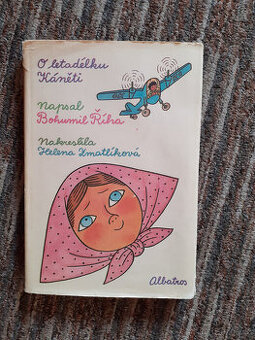 O letadélku
Káněti
Napsal
Bohumil Říha
Nakreslila
Helena Zmatlíková
Albatros